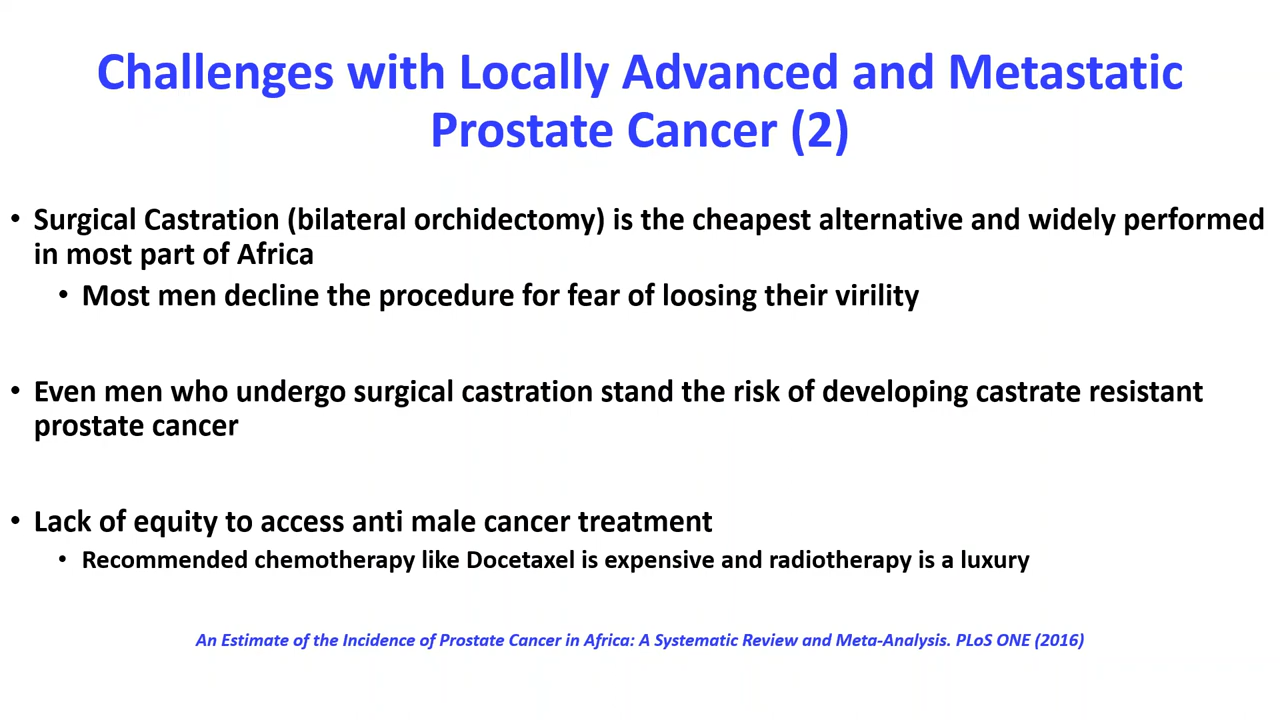 Challenges with Locally Advanced and Metastatic
Prostate Cancer (2)
• Surgical Castration (bilateral orchidectomy) is the cheapest alternative and widely performed
in most part of Africa
• Most men decline the procedure for fear of loosing their virility
• Even men who undergo surgical castration stand the risk of developing castrate resistant
prostate cancer
• Lack of equity to access anti male cancer treatment
• Recommended chemotherapy like Docetaxel is expensive and radiotherapy is a luxury
An Estimate of the Incidence of Prostate Cancer in Africa: A Systematic Review and Meta-Analysis. PLoS ONE (2016)